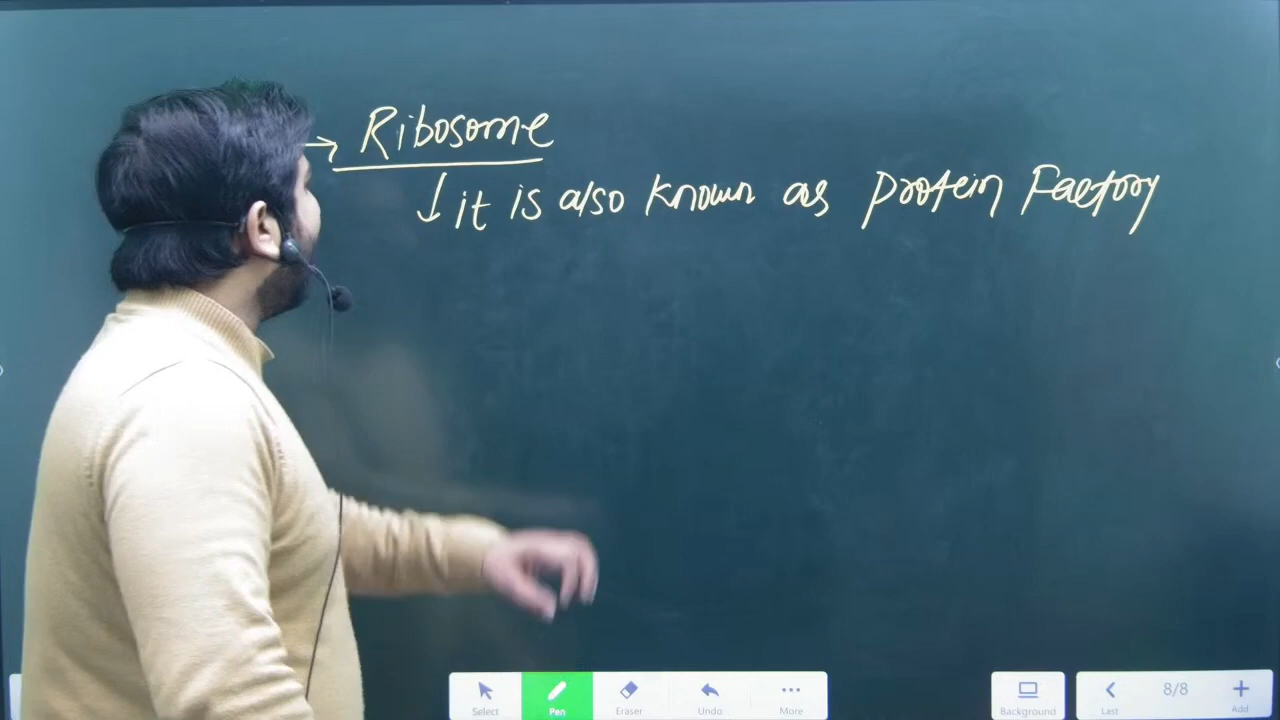 → Ribosome
↓ it is also known as protein Factory
Select Pen Eraser Undo More Background Last 8/8 Add